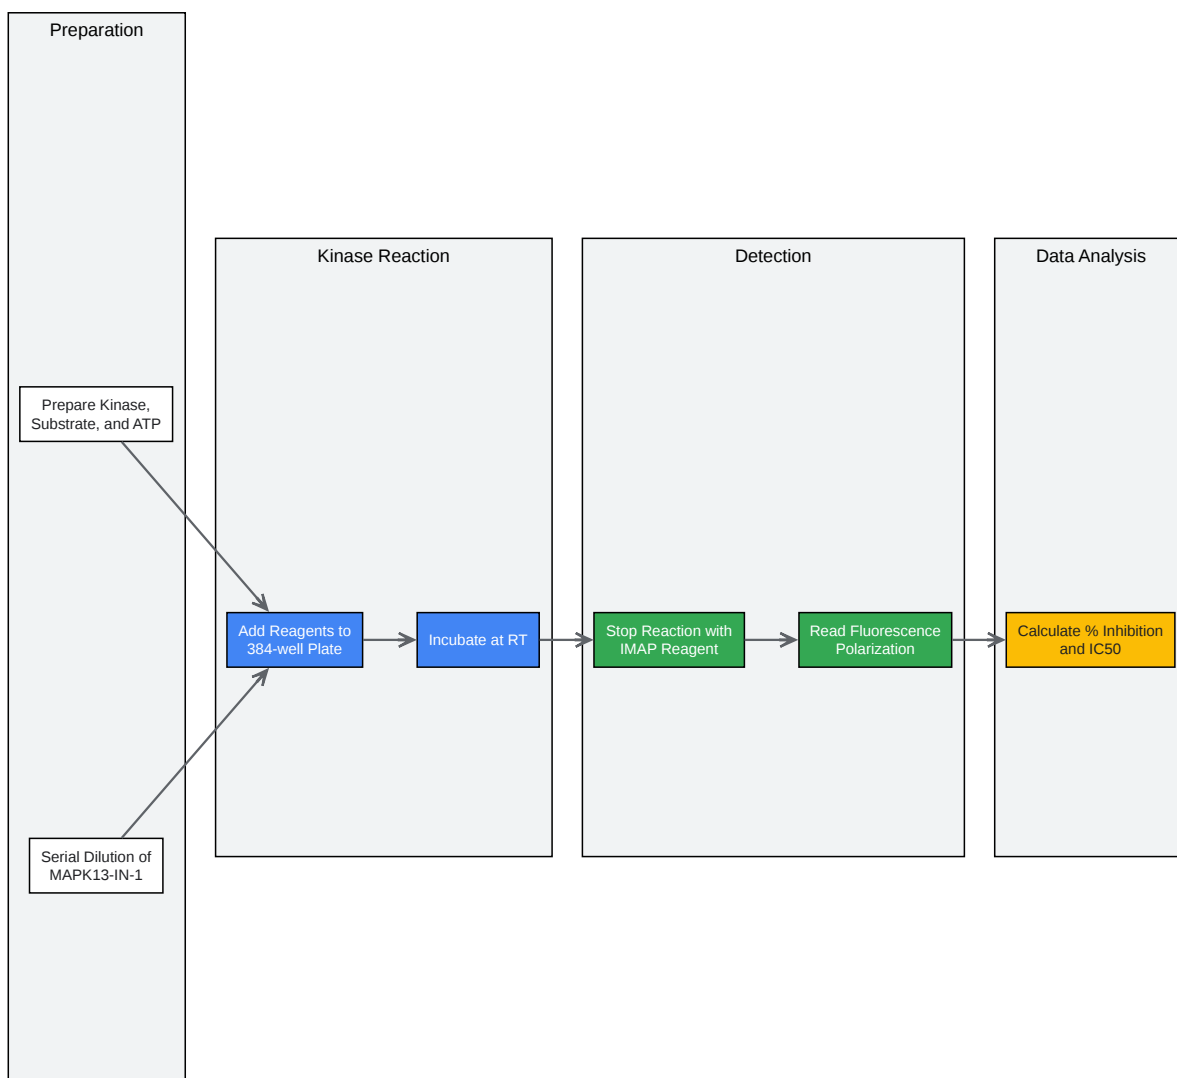 Preparation
Prepare Kinase,
Substrate, and ATP
Serial Dilution of
MAPK13-IN-1
Kinase Reaction
Add Reagents to
384-well Plate
Incubate at RT
Detection
Stop Reaction with
IMAP Reagent
Read Fluorescence
Polarization
Data Analysis
Calculate % Inhibition
and IC50